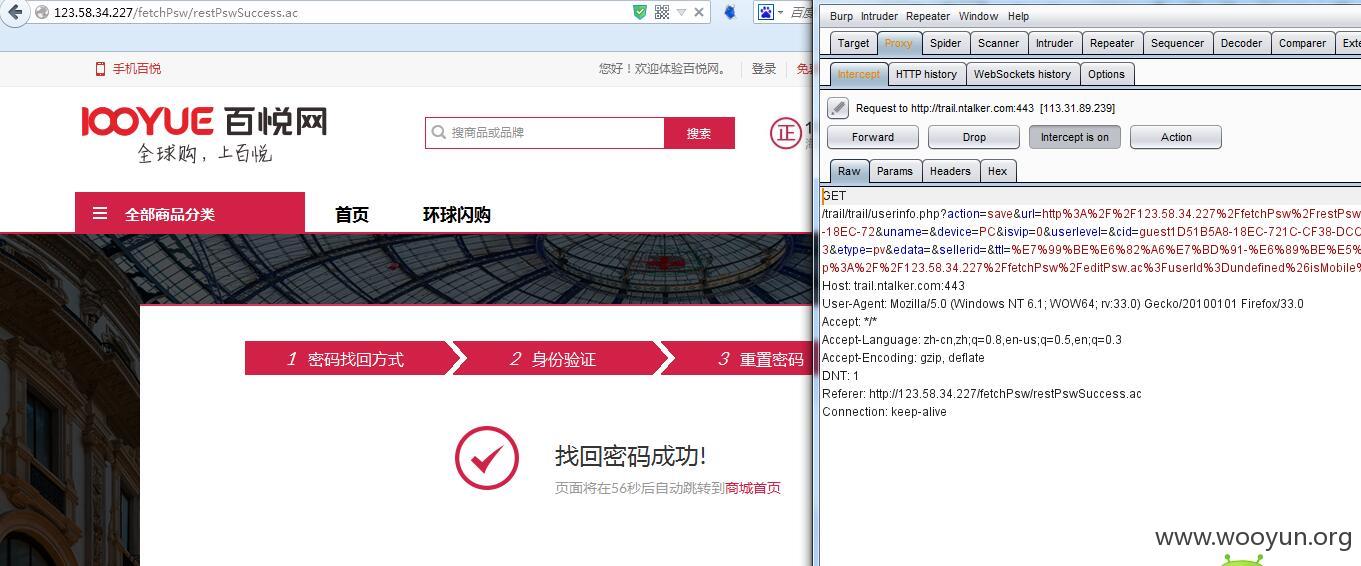 123.58.34.227/fetchPsw/restPswSuccess.ac
百度
手机百悦
您好！欢迎体验百悦网。
登录
免
100YUE 百悦网
全球购，上百悦
搜索商品或品牌
搜索
正
全部商品分类
首页
环球闪购
1 密码找回方式
2 身份验证
3 重置密码
找回密码成功!
页面将在56秒后自动跳转到商城首页
Burp Intruder Repeater Window Help
Target Proxy Spider Scanner Intruder Repeater Sequencer Decoder Comparer Exte
Intercept HTTP history WebSockets history Options
Request to http://trail.ntalker.com:443 [113.31.89.239]
Forward Drop Intercept is on Action
Raw Params Headers Hex
GET
/trail/trail/userinfo.php?action=save&url=http%3A%2F%2F123.58.34.227%2FfetchPsw%2FrestPsw
-18EC-72&uname=&device=PC&isvip=0&userlevel=&cid=guest1D51B5A8-18EC-721C-CF38-DCC
3&etype=pv&edata=&sellerid=&ttl=%E7%99%BE%E6%82%A6%E7%BD%91-%E6%89%BE%E5%
p%3A%2F%2F123.58.34.227%2FfetchPsw%2FeditPsw.ac%3FuserId%3Dundefined%26isMobile%
Host: trail.ntalker.com:443
User-Agent: Mozilla/5.0 (Windows NT 6.1; WOW64; rv:33.0) Gecko/20100101 Firefox/33.0
Accept: */*
Accept-Language: zh-cn,zh;q=0.8,en-us;q=0.5,en;q=0.3
Accept-Encoding: gzip, deflate
DNT: 1
Referer: http://123.58.34.227/fetchPsw/restPswSuccess.ac
Connection: keep-alive
www.wooyun.org